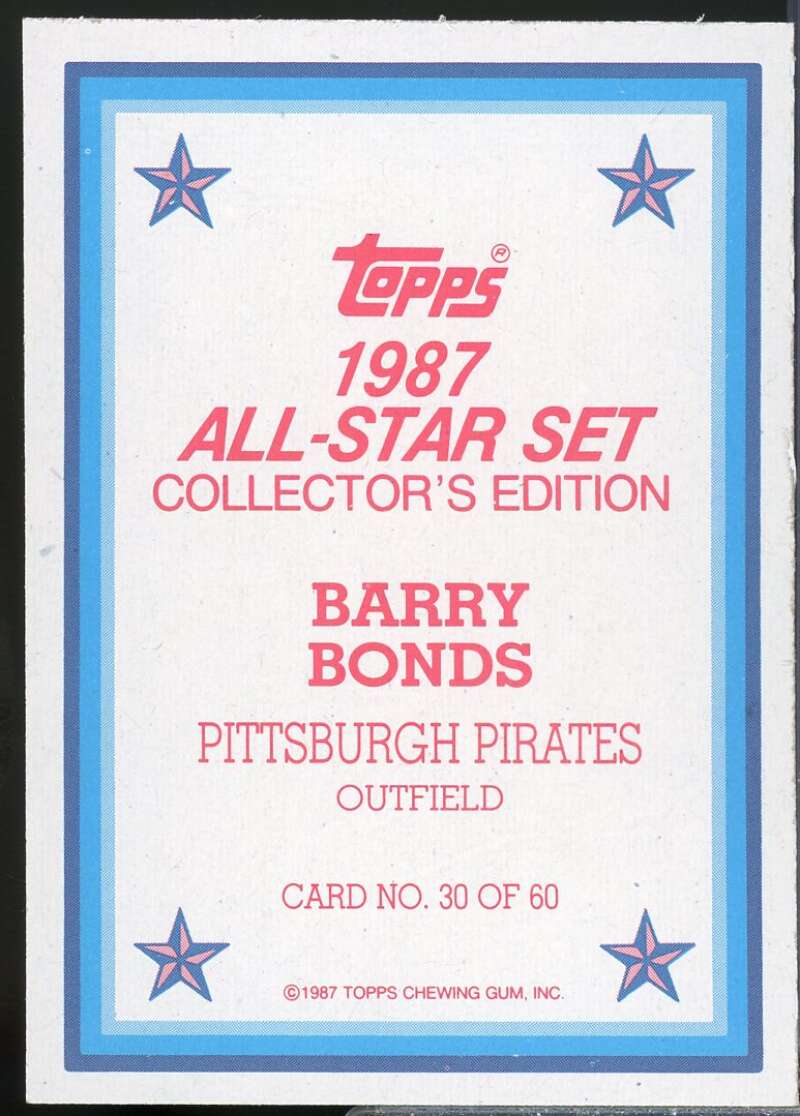 Topps®
1987
ALL-STAR SET
COLLECTOR'S EDITION
BARRY
BONDS
PITTSBURGH PIRATES
OUTFIELD
CARD NO. 30 OF 60
©1987 TOPPS CHEWING GUM, INC.